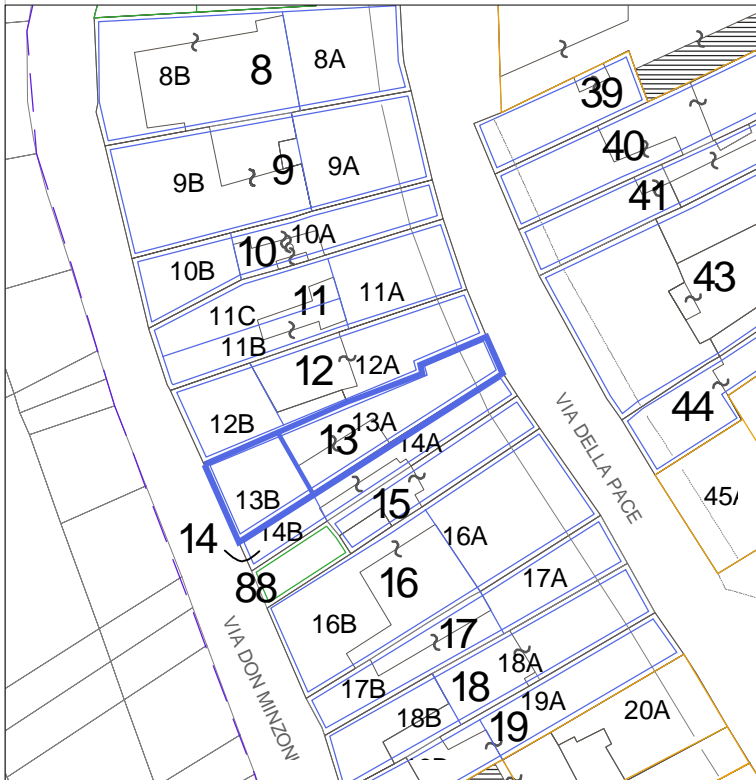 8B
8
8A
39
9B
9
9A
40
41
10B
10
10A
11C
11
11A
43
11B
12
12A
12B
13
13A
44
VIA DELLA PACE
14A
13B
15
45A
14
14B
16A
88
16
17A
16B
VIA DON MINZONI
17
18A
17B
18
19A
18B
19
20A